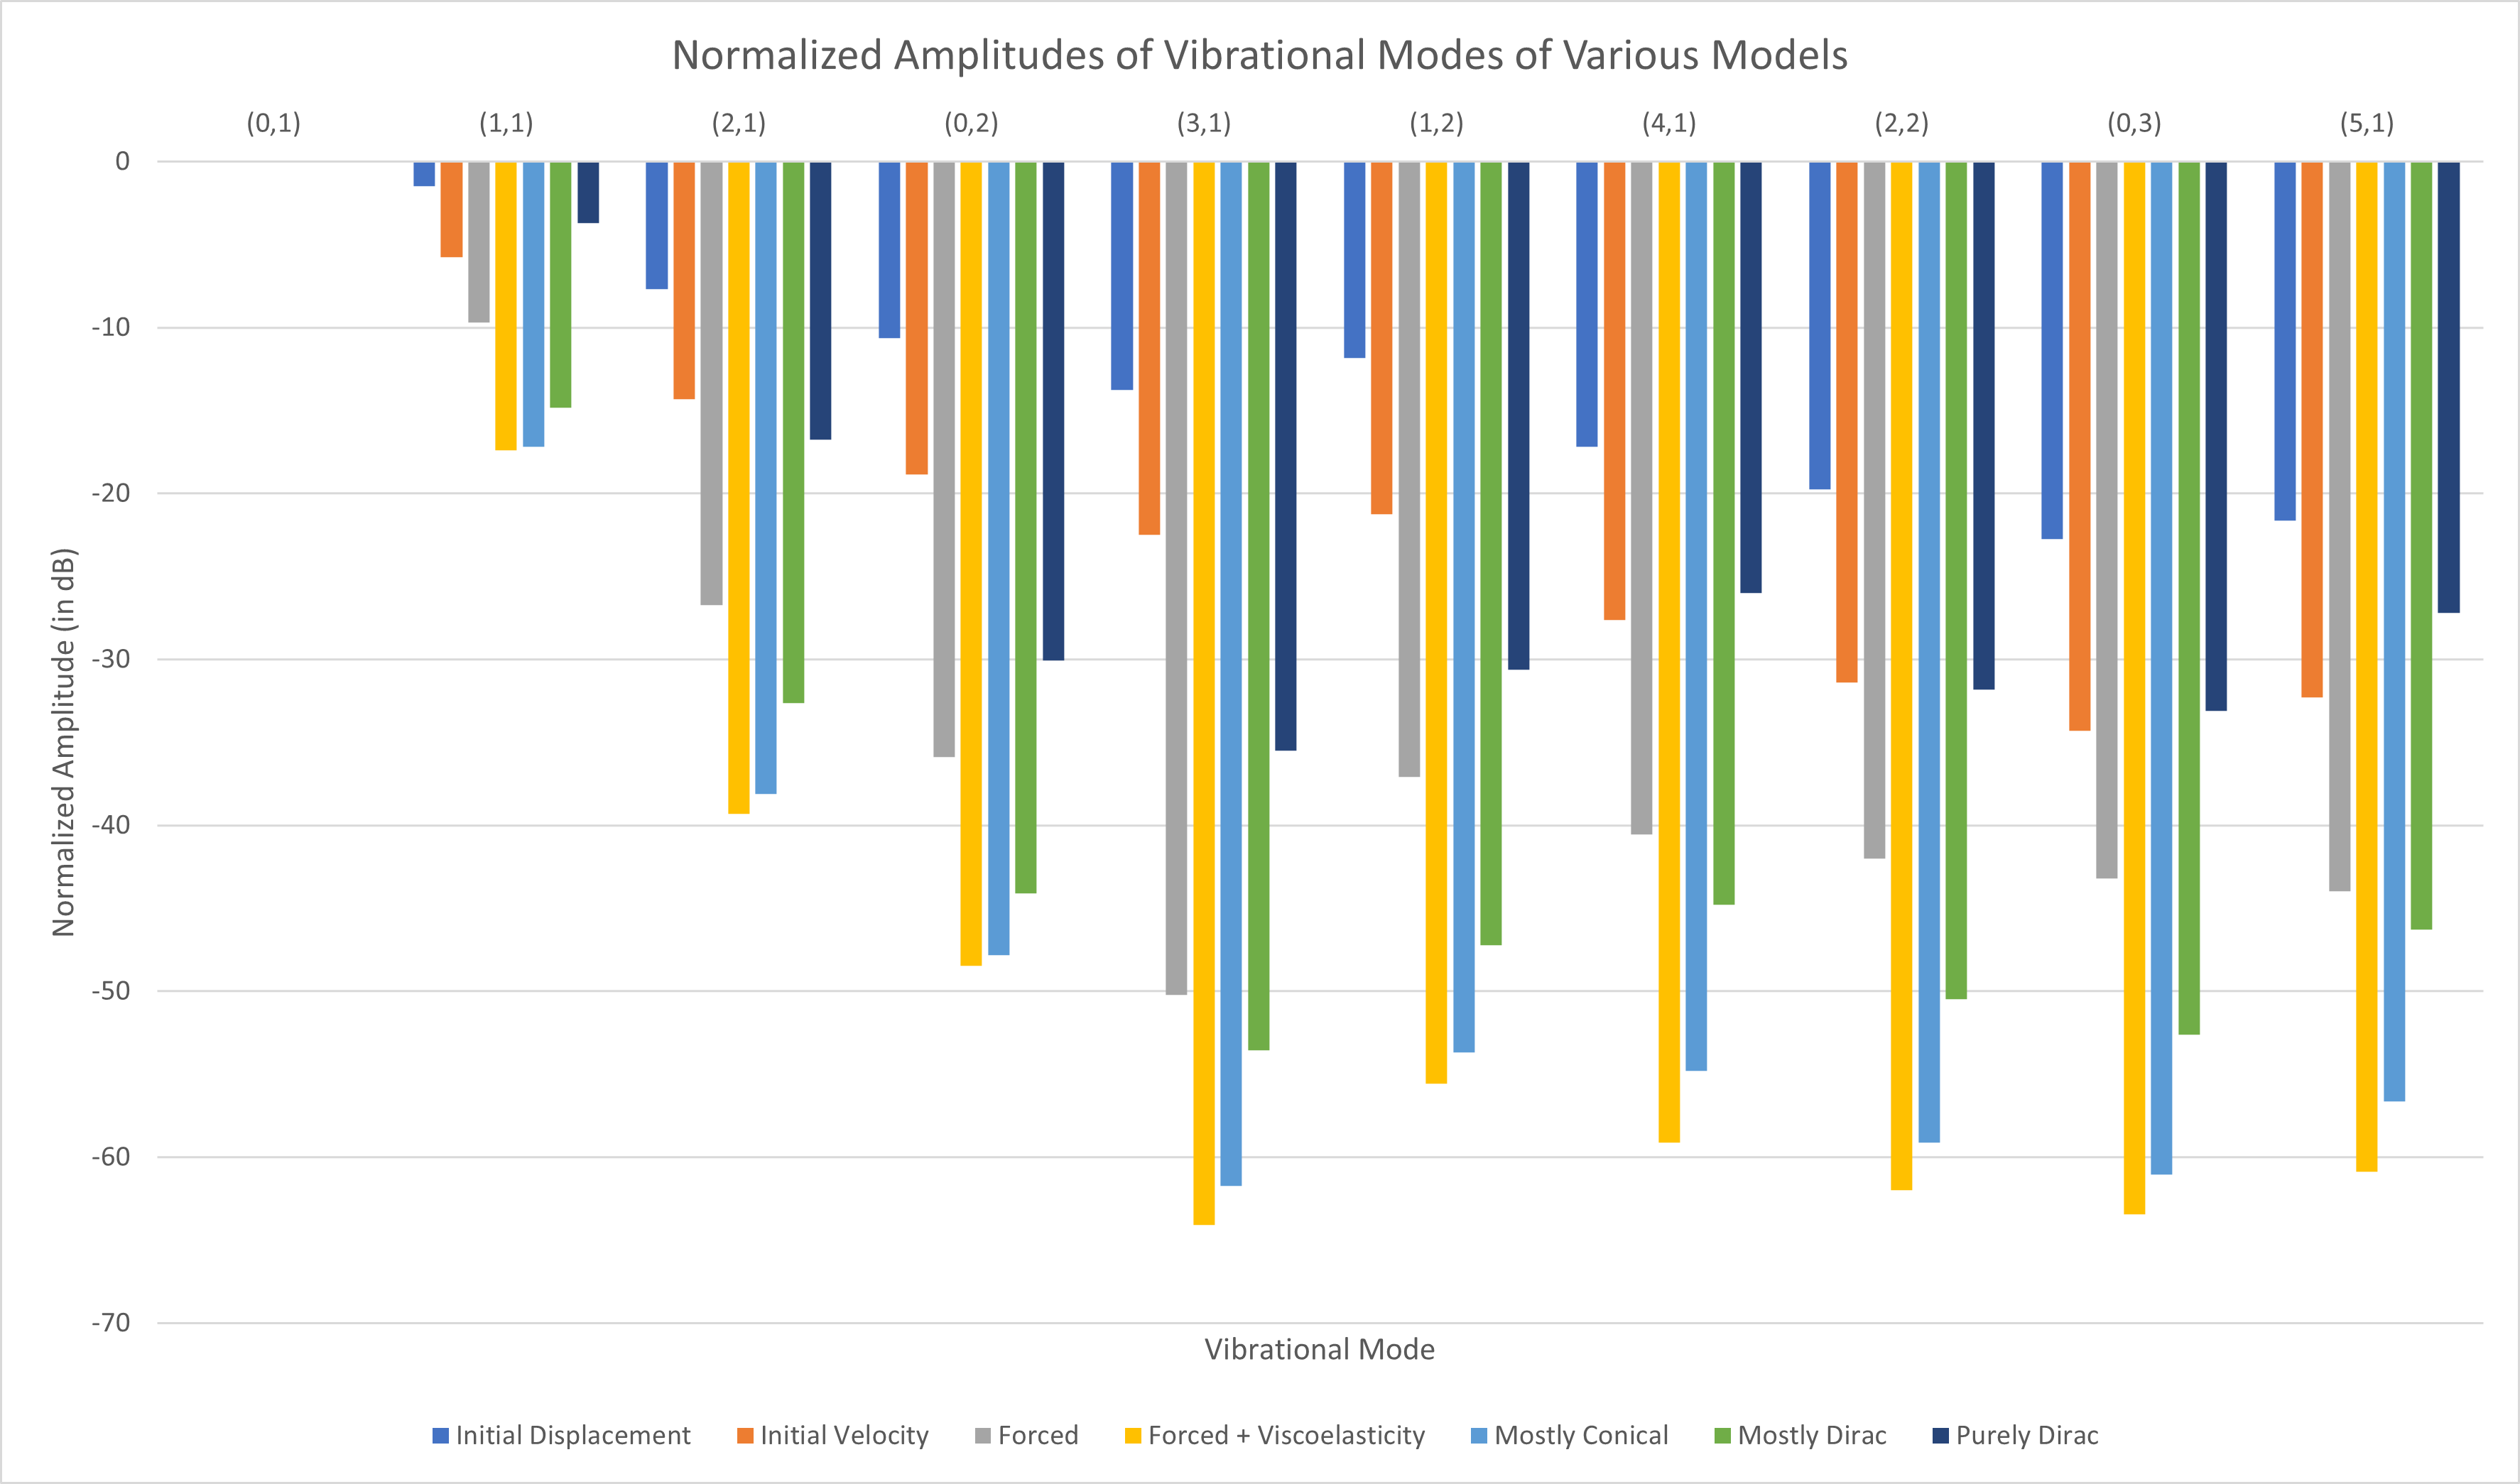 Normalized Amplitudes of Vibrational Modes of Various Models
(0,1) (1,1) (2,1) (0,2) (3,1) (1,2) (4,1) (2,2) (0,3) (5,1)
0
-10
-20
-30
-40
-50
-60
-70
Normalized Amplitude (in dB)
Vibrational Mode
Initial Displacement Initial Velocity Forced Forced + Viscoelasticity Mostly Conical Mostly Dirac Purely Dirac